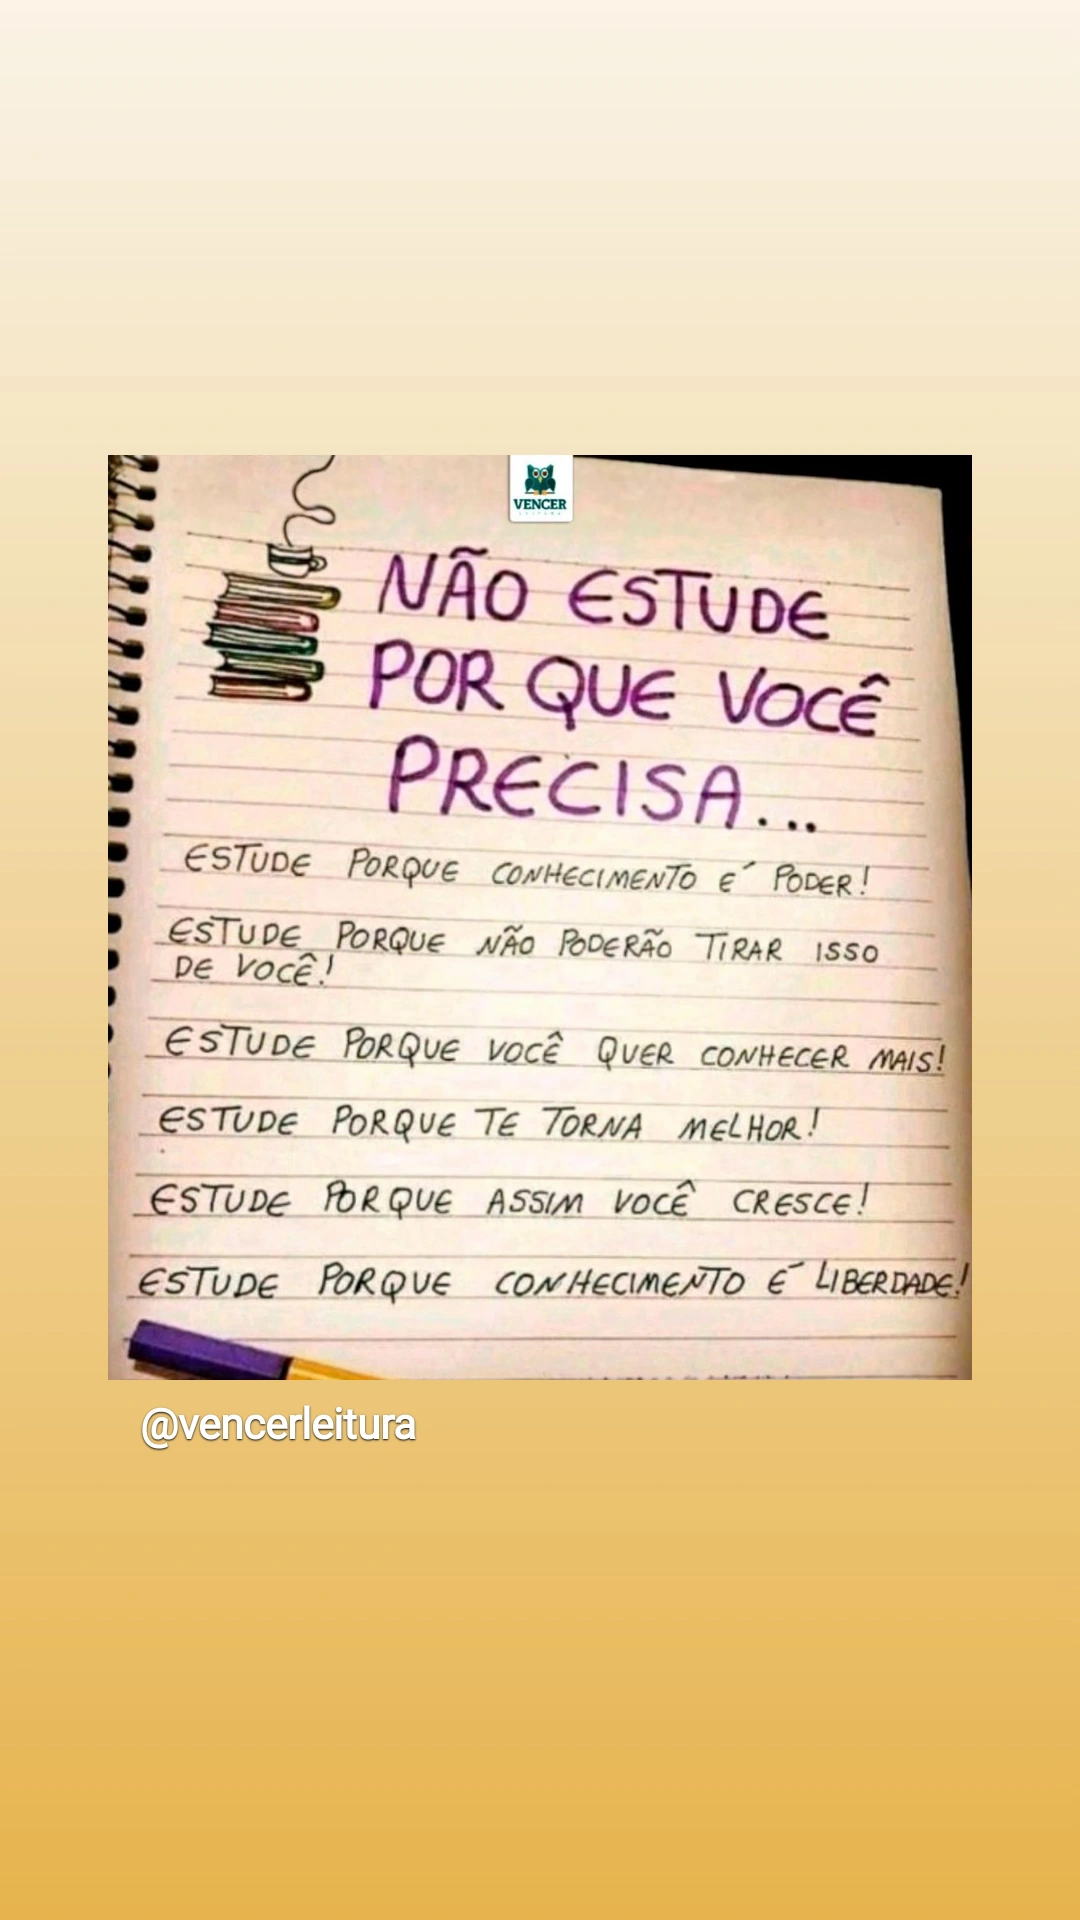 VENCER
NÃO ESTUDE
POR QUE VOCÊ
PRECISA...
ESTUDE PORQUE CONHECIMENTO É PODER!
ESTUDE PORQUE NÃO PODERÃO TIRAR ISSO
DE VOCÊ!
ESTUDE PORQUE VOCÊ QUER CONHECER MAIS!
ESTUDE PORQUE TE TORNA MELHOR!
ESTUDE PORQUE ASSIM VOCÊ CRESCE!
ESTUDE PORQUE CONHECIMENTO É LIBERDADE!
@vencerleitura